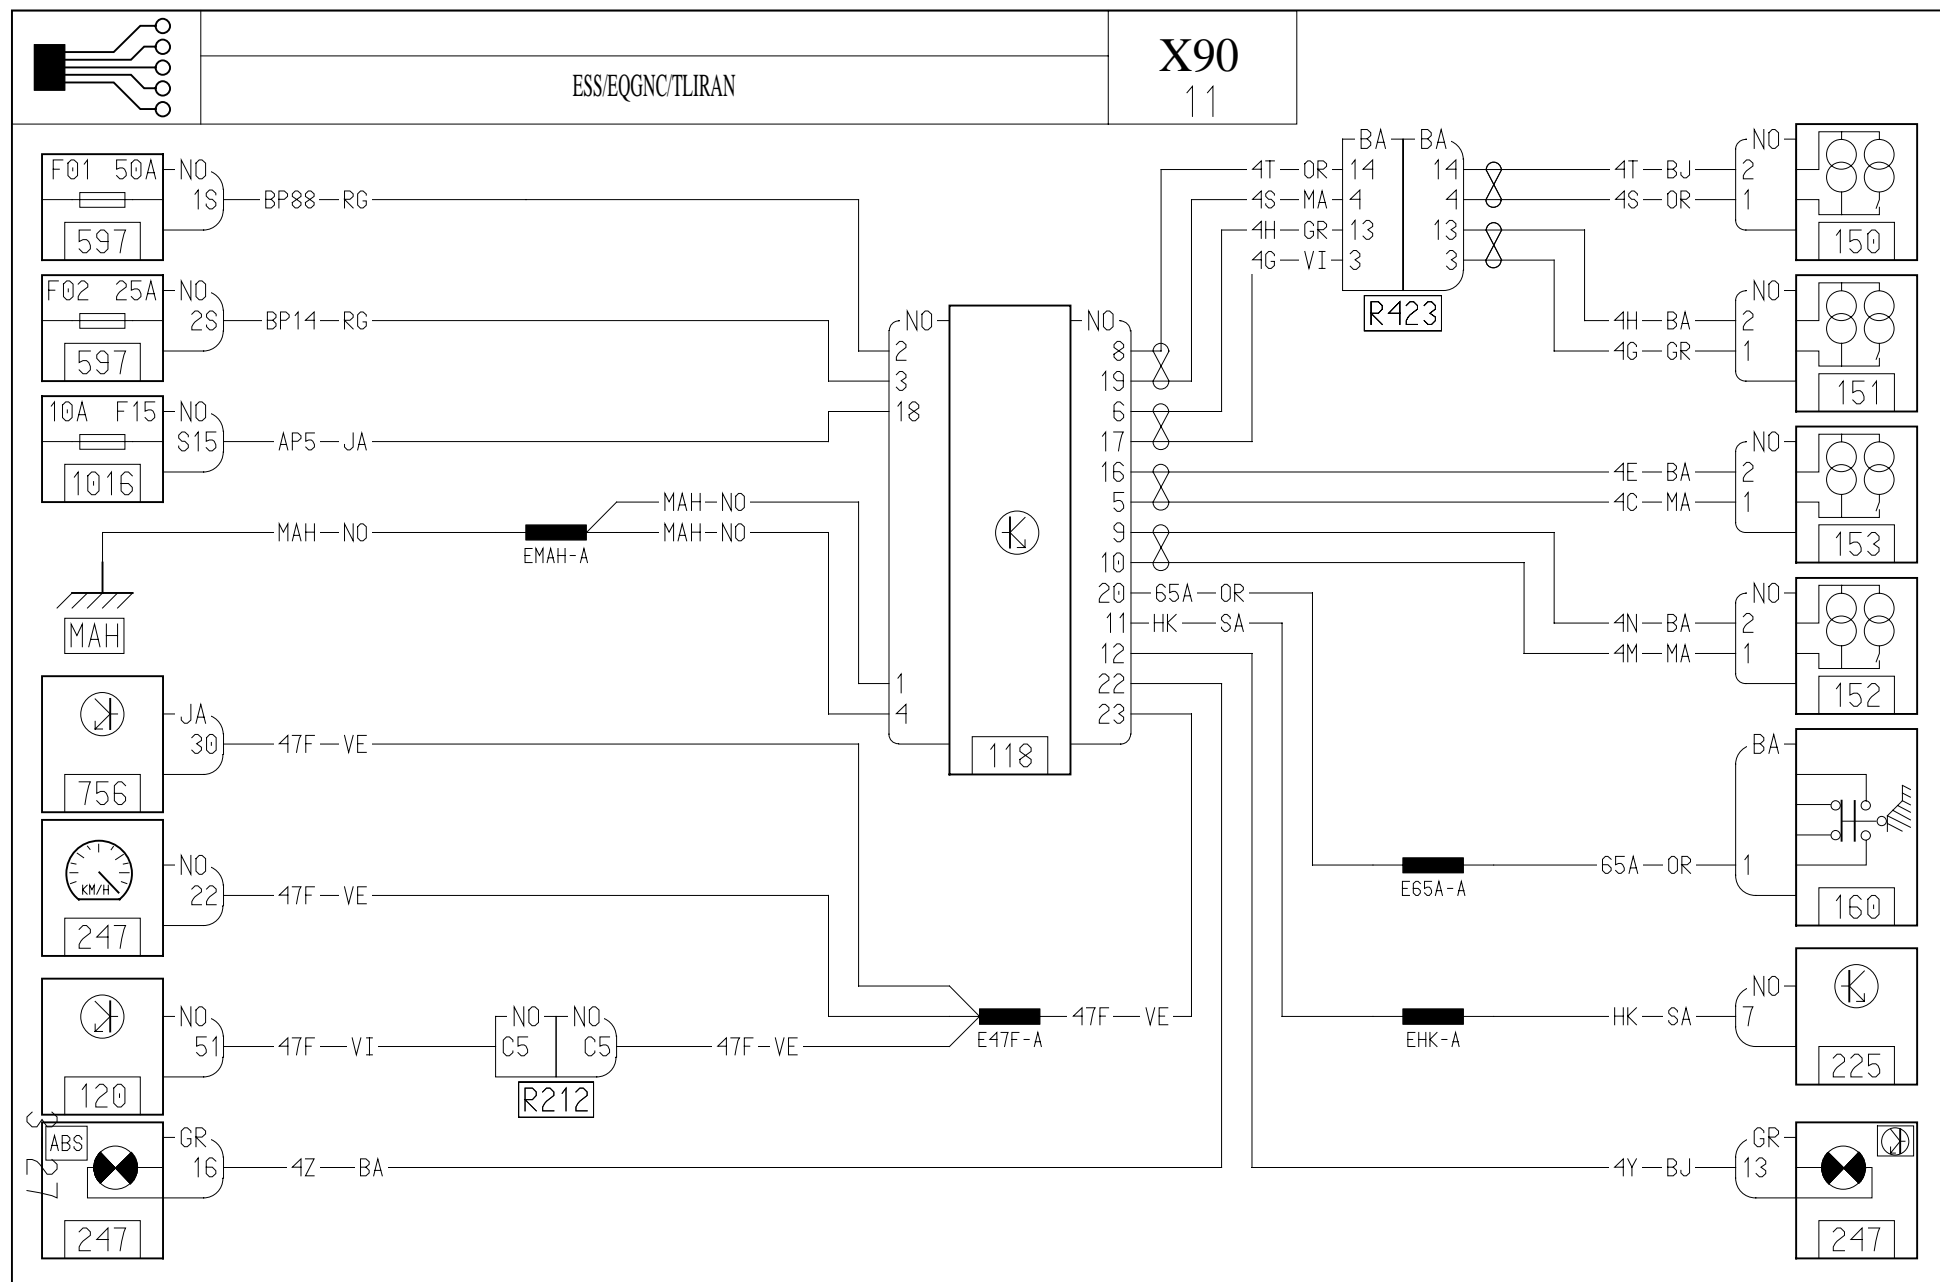 X90
ESS/EQGNC/TLIRAN
11
F01 50A NO
1S BP88 RG
597
F02 25A NO
2S BP14 RG
597
10A F15 NO
S15 AP5 JA
1016
MAH NO
EMAH-A
MAH-NO
MAH-NO
MAH
JA
30 47F VE
756
KM/H
NO
22 47F VE
247
NO
51 47F VI
120
NO NO
C5 C5
R212
47F-VE
E47F-A
47F VE
327
ABS
GR
16 4Z BA
247
NO
2
3
18
1
4
118
NO
8
19
6
17
16
5
9
10
20 65A OR
11 HK SA
12
22
23
BA BA
4T OR 14 14
4S MA 4 4
4H GR 13 13
4G VI 3 3
R423
NO
4T BJ 2
4S OR 1
150
NO
4H BA 2
4G GR 1
151
NO
4E BA 2
4C MA 1
153
NO
4N BA 2
4M MA 1
152
BA
E65A-A
65A OR 1
160
NO
EHK-A
HK SA 7
225
GR
4Y BJ 13
247